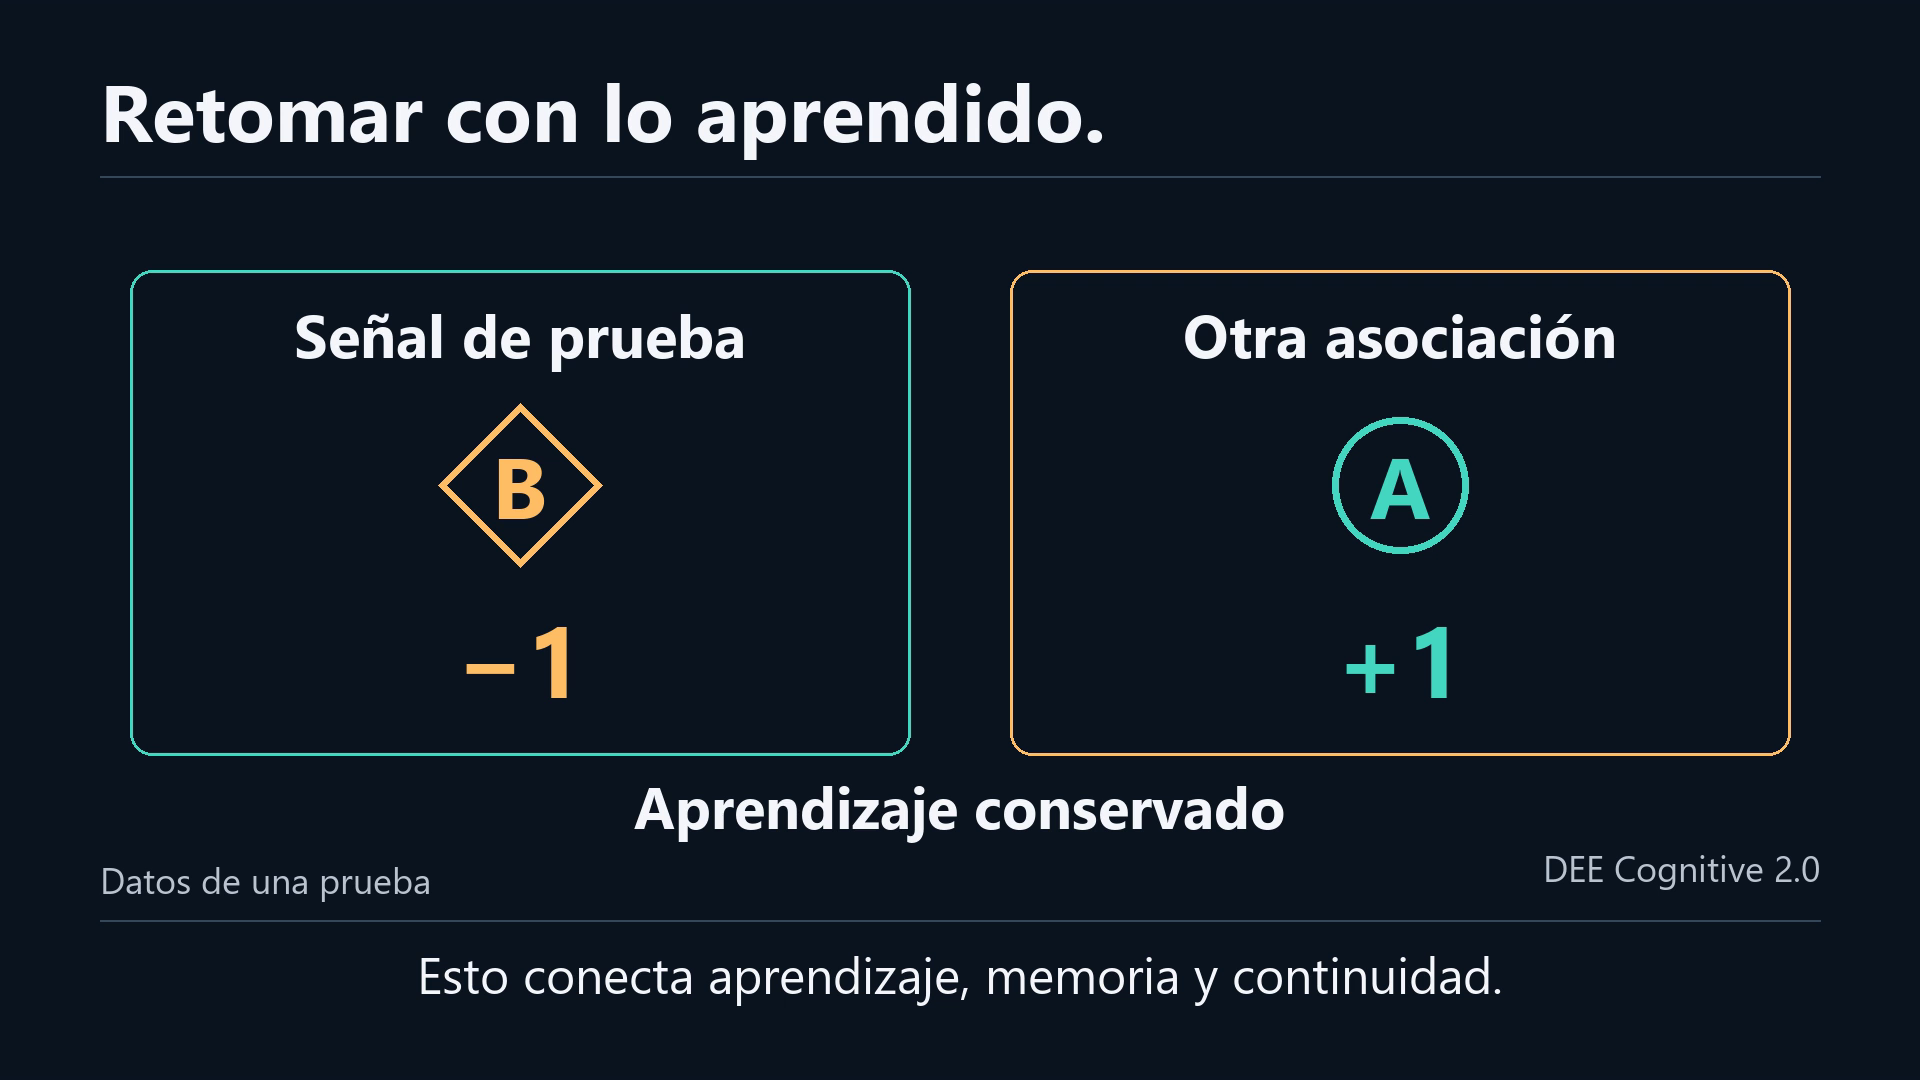 Retomar con lo aprendido.
Señal de prueba
B
−1
Otra asociación
A
+1
Aprendizaje conservado
Datos de una prueba
DEE Cognitive 2.0
Esto conecta aprendizaje, memoria y continuidad.